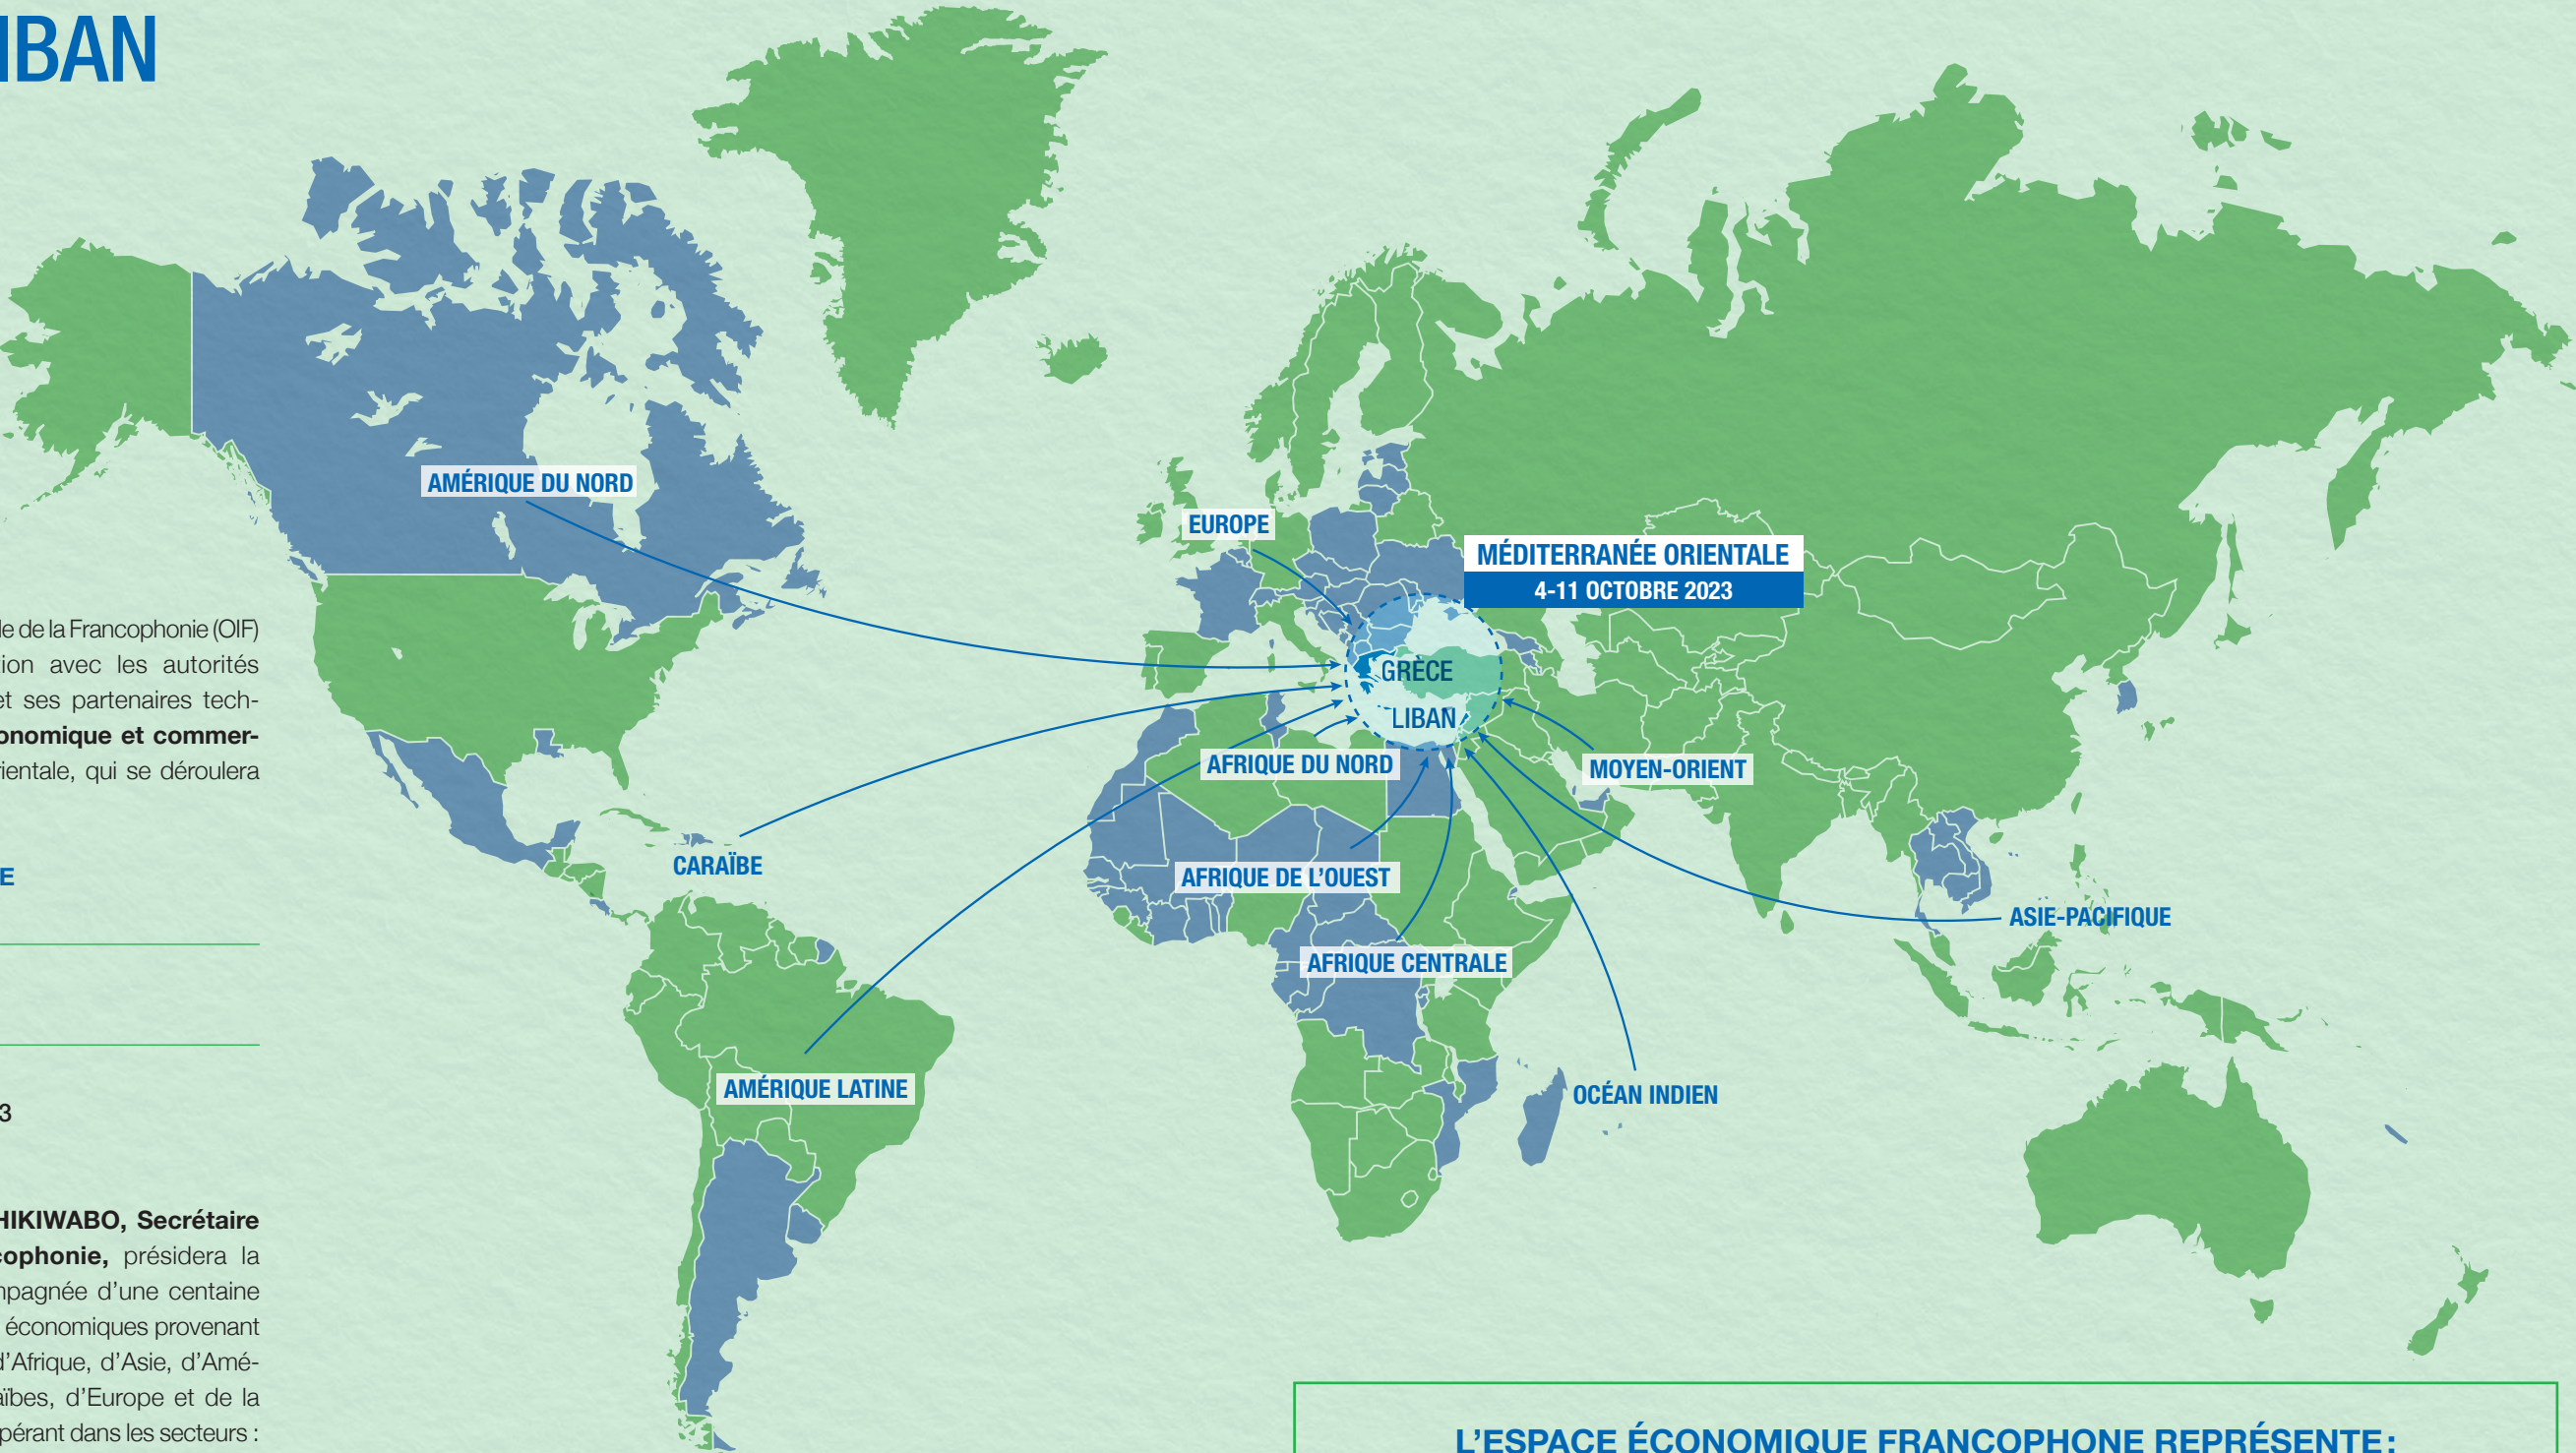 IBAN
le de la Francophonie (OIF)
tion avec les autorités
et ses partenaires tech-
onomique et commer-
rientale, qui se déroulera
E
3
HIKIWABO, Secrétaire
cophonie, présidera la
mpagnée d’une centaine
économiques provenant
d’Afrique, d’Asie, d’Amé-
aïbes, d’Europe et de la
pérant dans les secteurs :
AMÉRIQUE DU NORD
EUROPE
MÉDITERRANÉE ORIENTALE
4-11 OCTOBRE 2023
GRÈCE
LIBAN
AFRIQUE DU NORD
MOYEN-ORIENT
CARAÏBE
AFRIQUE DE L’OUEST
ASIE-PACIFIQUE
AFRIQUE CENTRALE
AMÉRIQUE LATINE
OCÉAN INDIEN
L’ESPACE ÉCONOMIQUE FRANCOPHONE REPRÉSENTE :